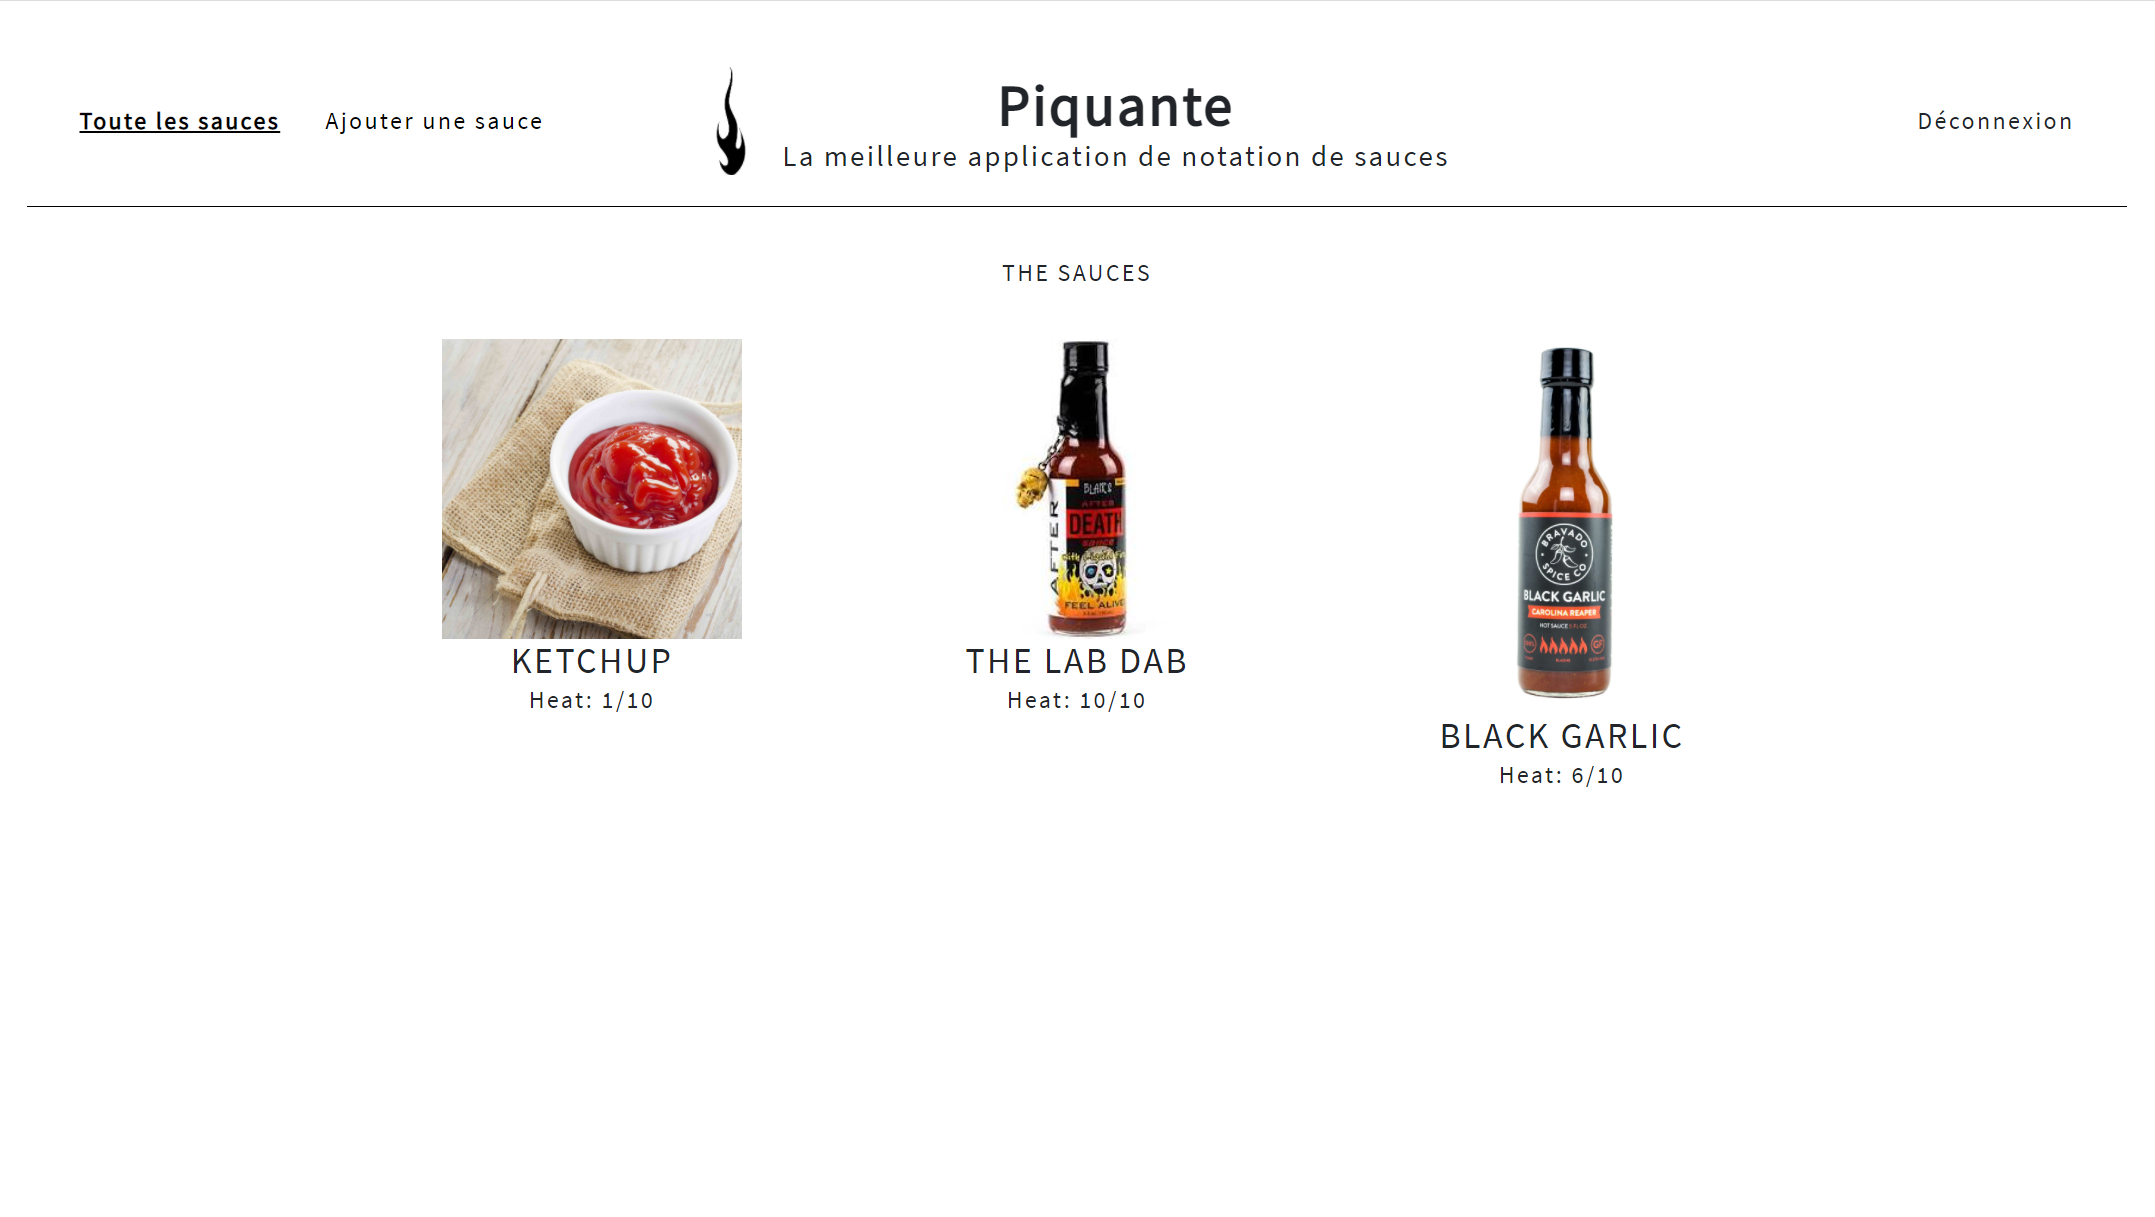 Toute les sauces
Ajouter une sauce
Piquante
La meilleure application de notation de sauces
Déconnexion
THE SAUCES
BLAIR'S
AFTER
DEATH
sauce
AFTER
FEEL ALIVE
BRAVADO
SPICE CO
BLACK GARLIC
CAROLINA REAPER
HOT SAUCE
GF
KETCHUP
Heat: 1/10
THE LAB DAB
Heat: 10/10
BLACK GARLIC
Heat: 6/10